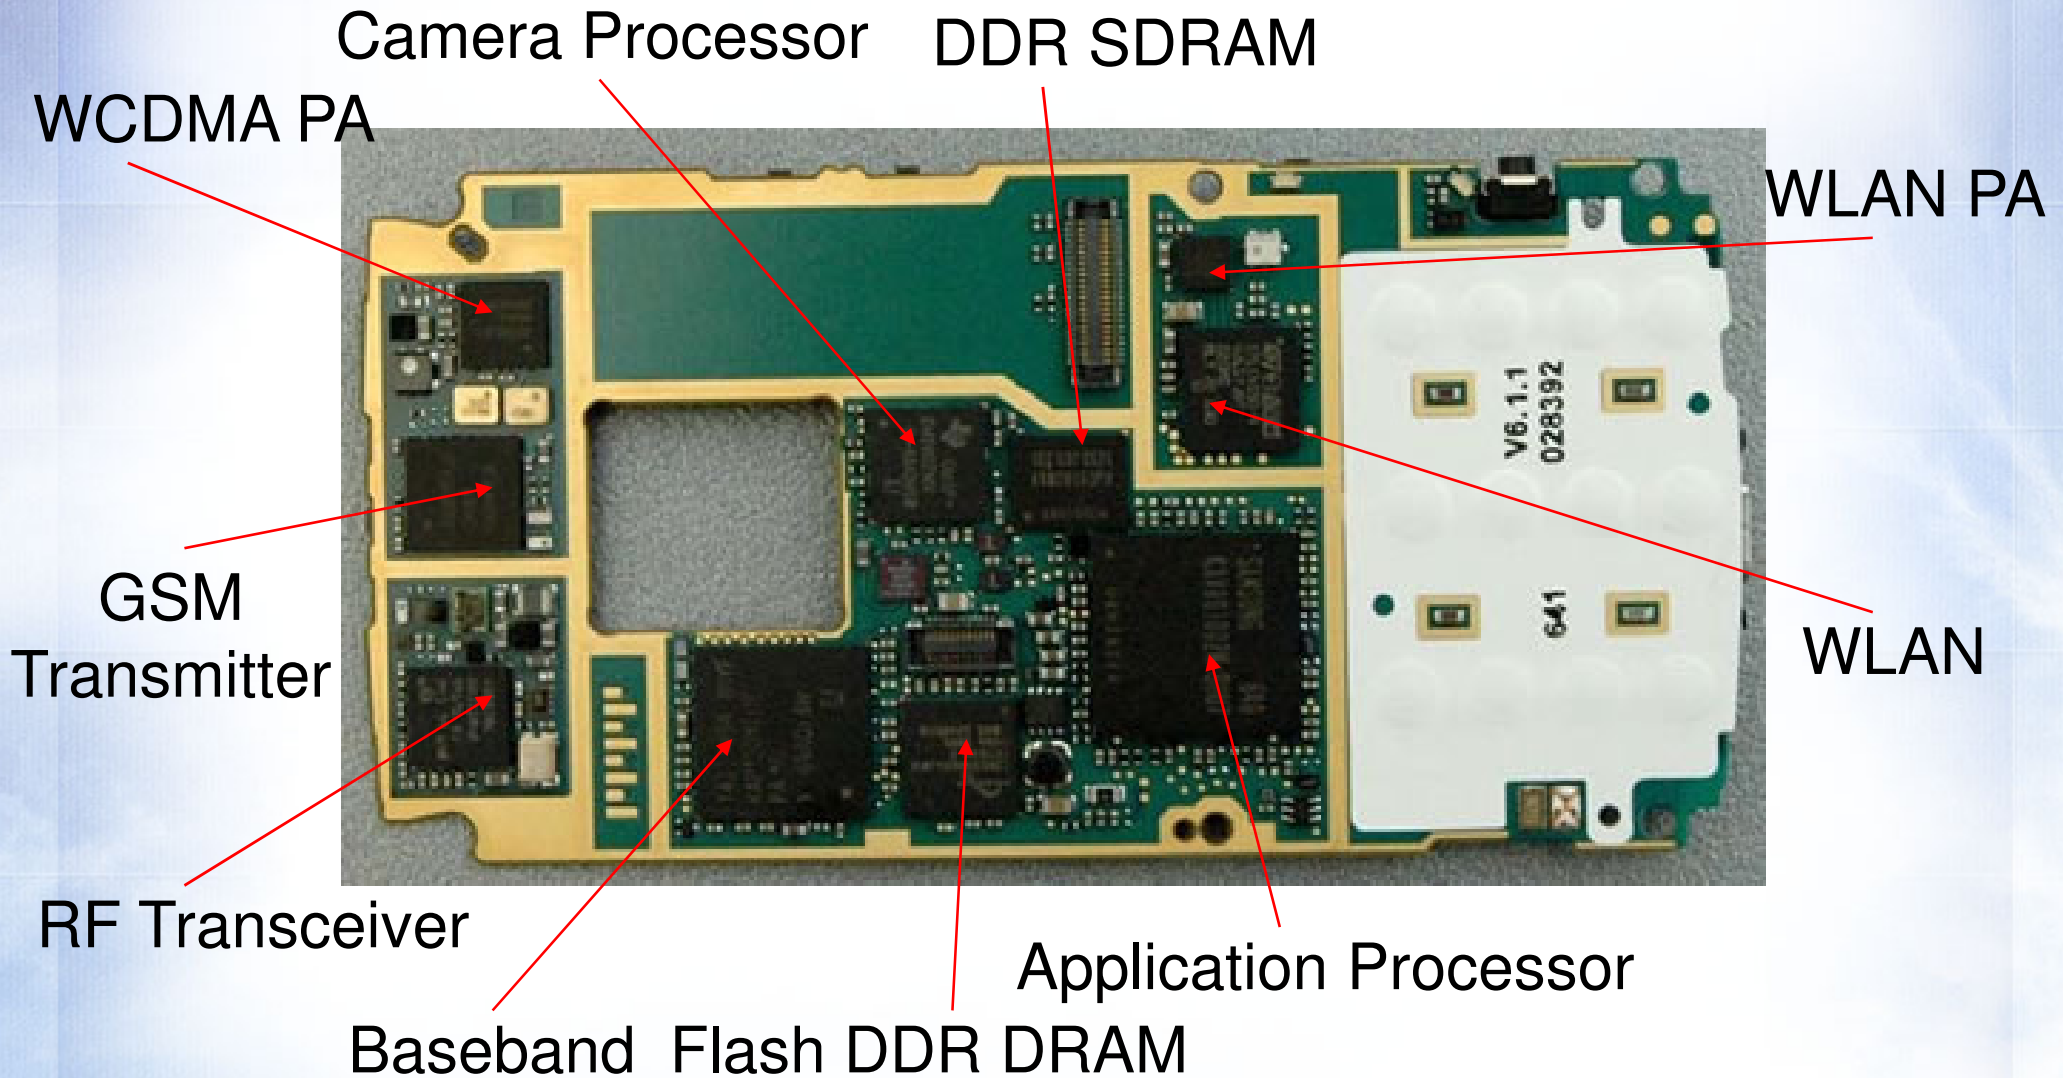 Camera Processor
DDR SDRAM
WCDMA PA
WLAN PA
V6.1.1
028392
641
GSM
Transmitter
WLAN
RF Transceiver
Application Processor
Baseband
Flash DDR DRAM